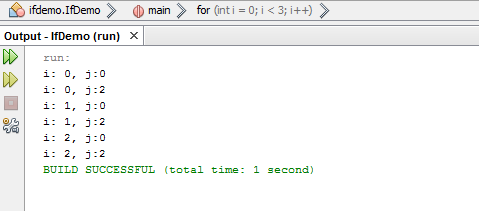 ifdemo.IfDemo main for (int i = 0; i < 3; i++)
Output - IfDemo (run)
run:
i: 0, j:0
i: 0, j:2
i: 1, j:0
i: 1, j:2
i: 2, j:0
i: 2, j:2
BUILD SUCCESSFUL (total time: 1 second)